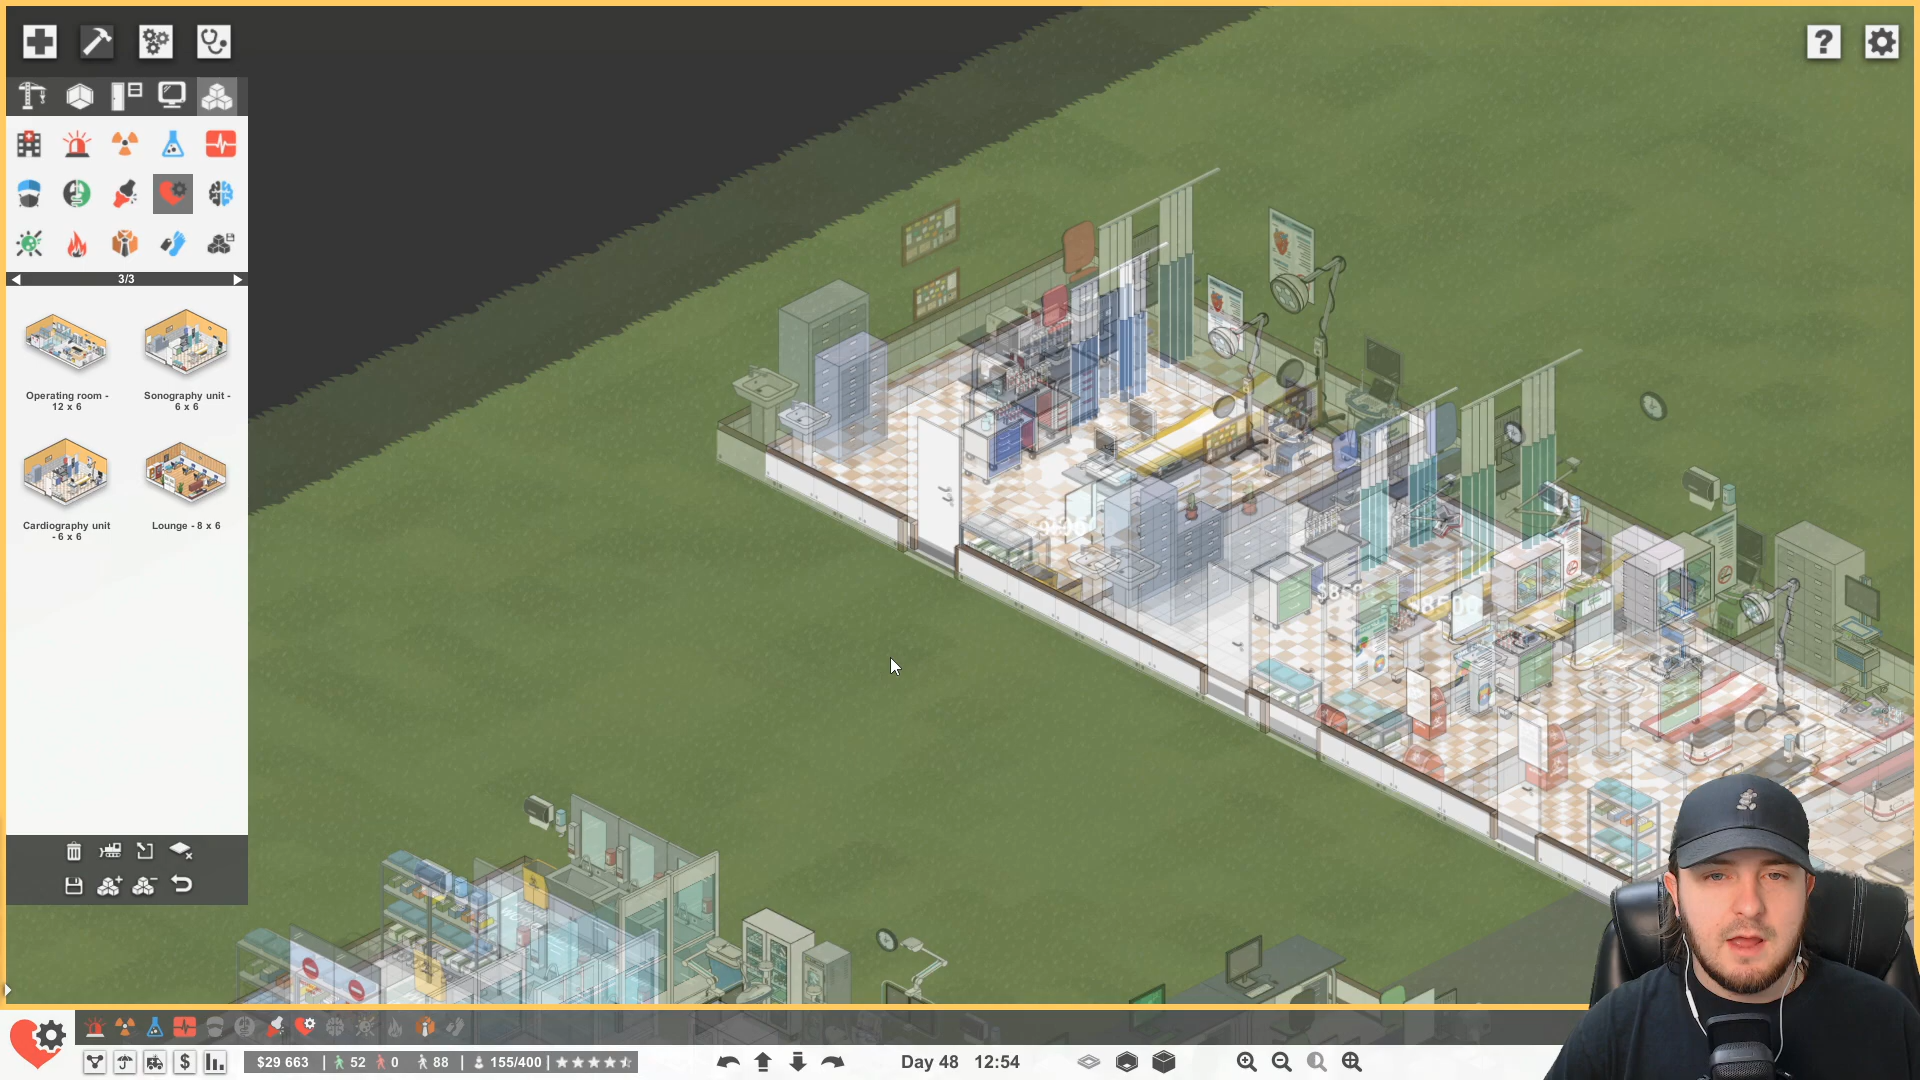 3/3
Operating room -
12 x 6
Sonography unit -
6 x 6
Cardiography unit
- 6 x 6
Lounge - 8 x 6
$8500
$29 663
52
0
88
155/400
Day 48 12:54